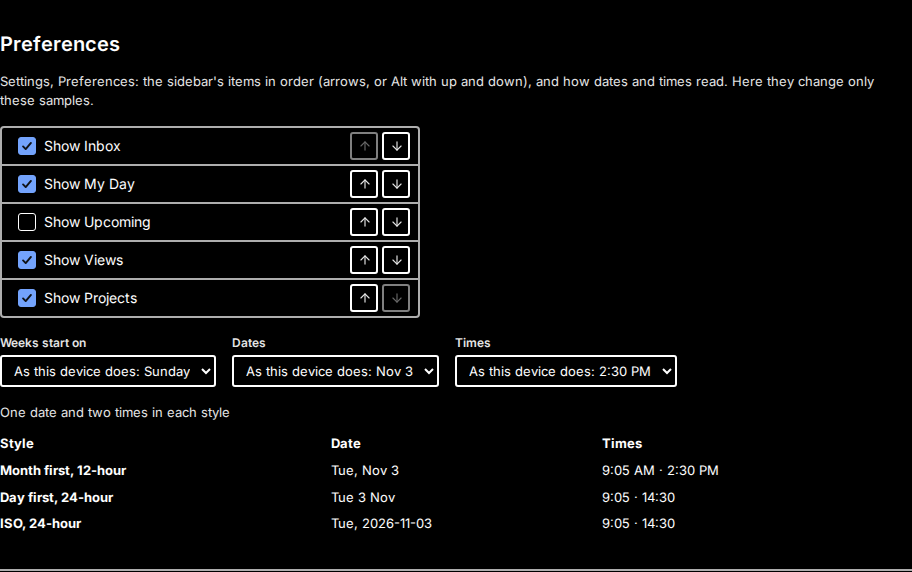 Preferences
Settings, Preferences: the sidebar's items in order (arrows, or Alt with up and down), and how dates and times read. Here they change only
these samples.
Show Inbox
Show My Day
Show Upcoming
Show Views
Show Projects
Weeks start on Dates Times
As this device does: Sunday As this device does: Nov 3 As this device does: 2:30 PM
One date and two times in each style
Style Date Times
Month first, 12-hour Tue, Nov 3 9:05 AM · 2:30 PM
Day first, 24-hour Tue 3 Nov 9:05 · 14:30
ISO, 24-hour Tue, 2026-11-03 9:05 · 14:30